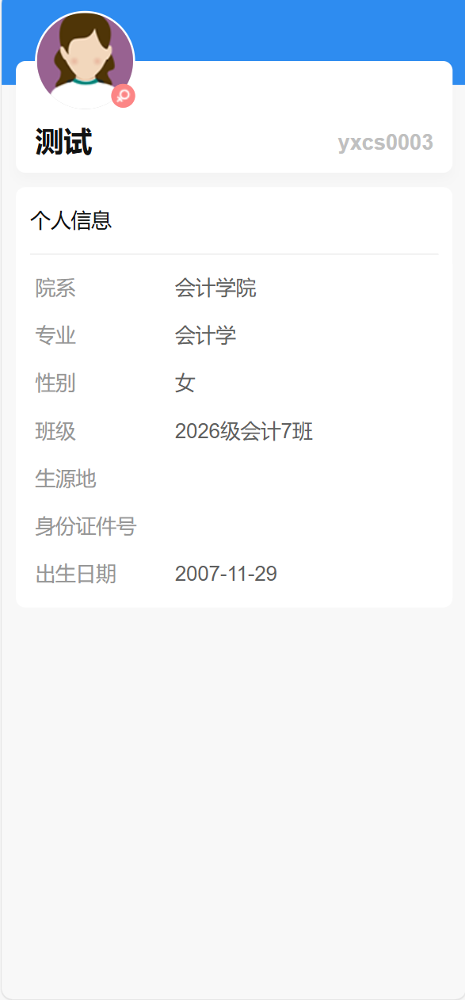 测试 yxcs0003
个人信息
院系 会计学院
专业 会计学
性别 女
班级 2026级会计7班
生源地
身份证件号
出生日期 2007-11-29